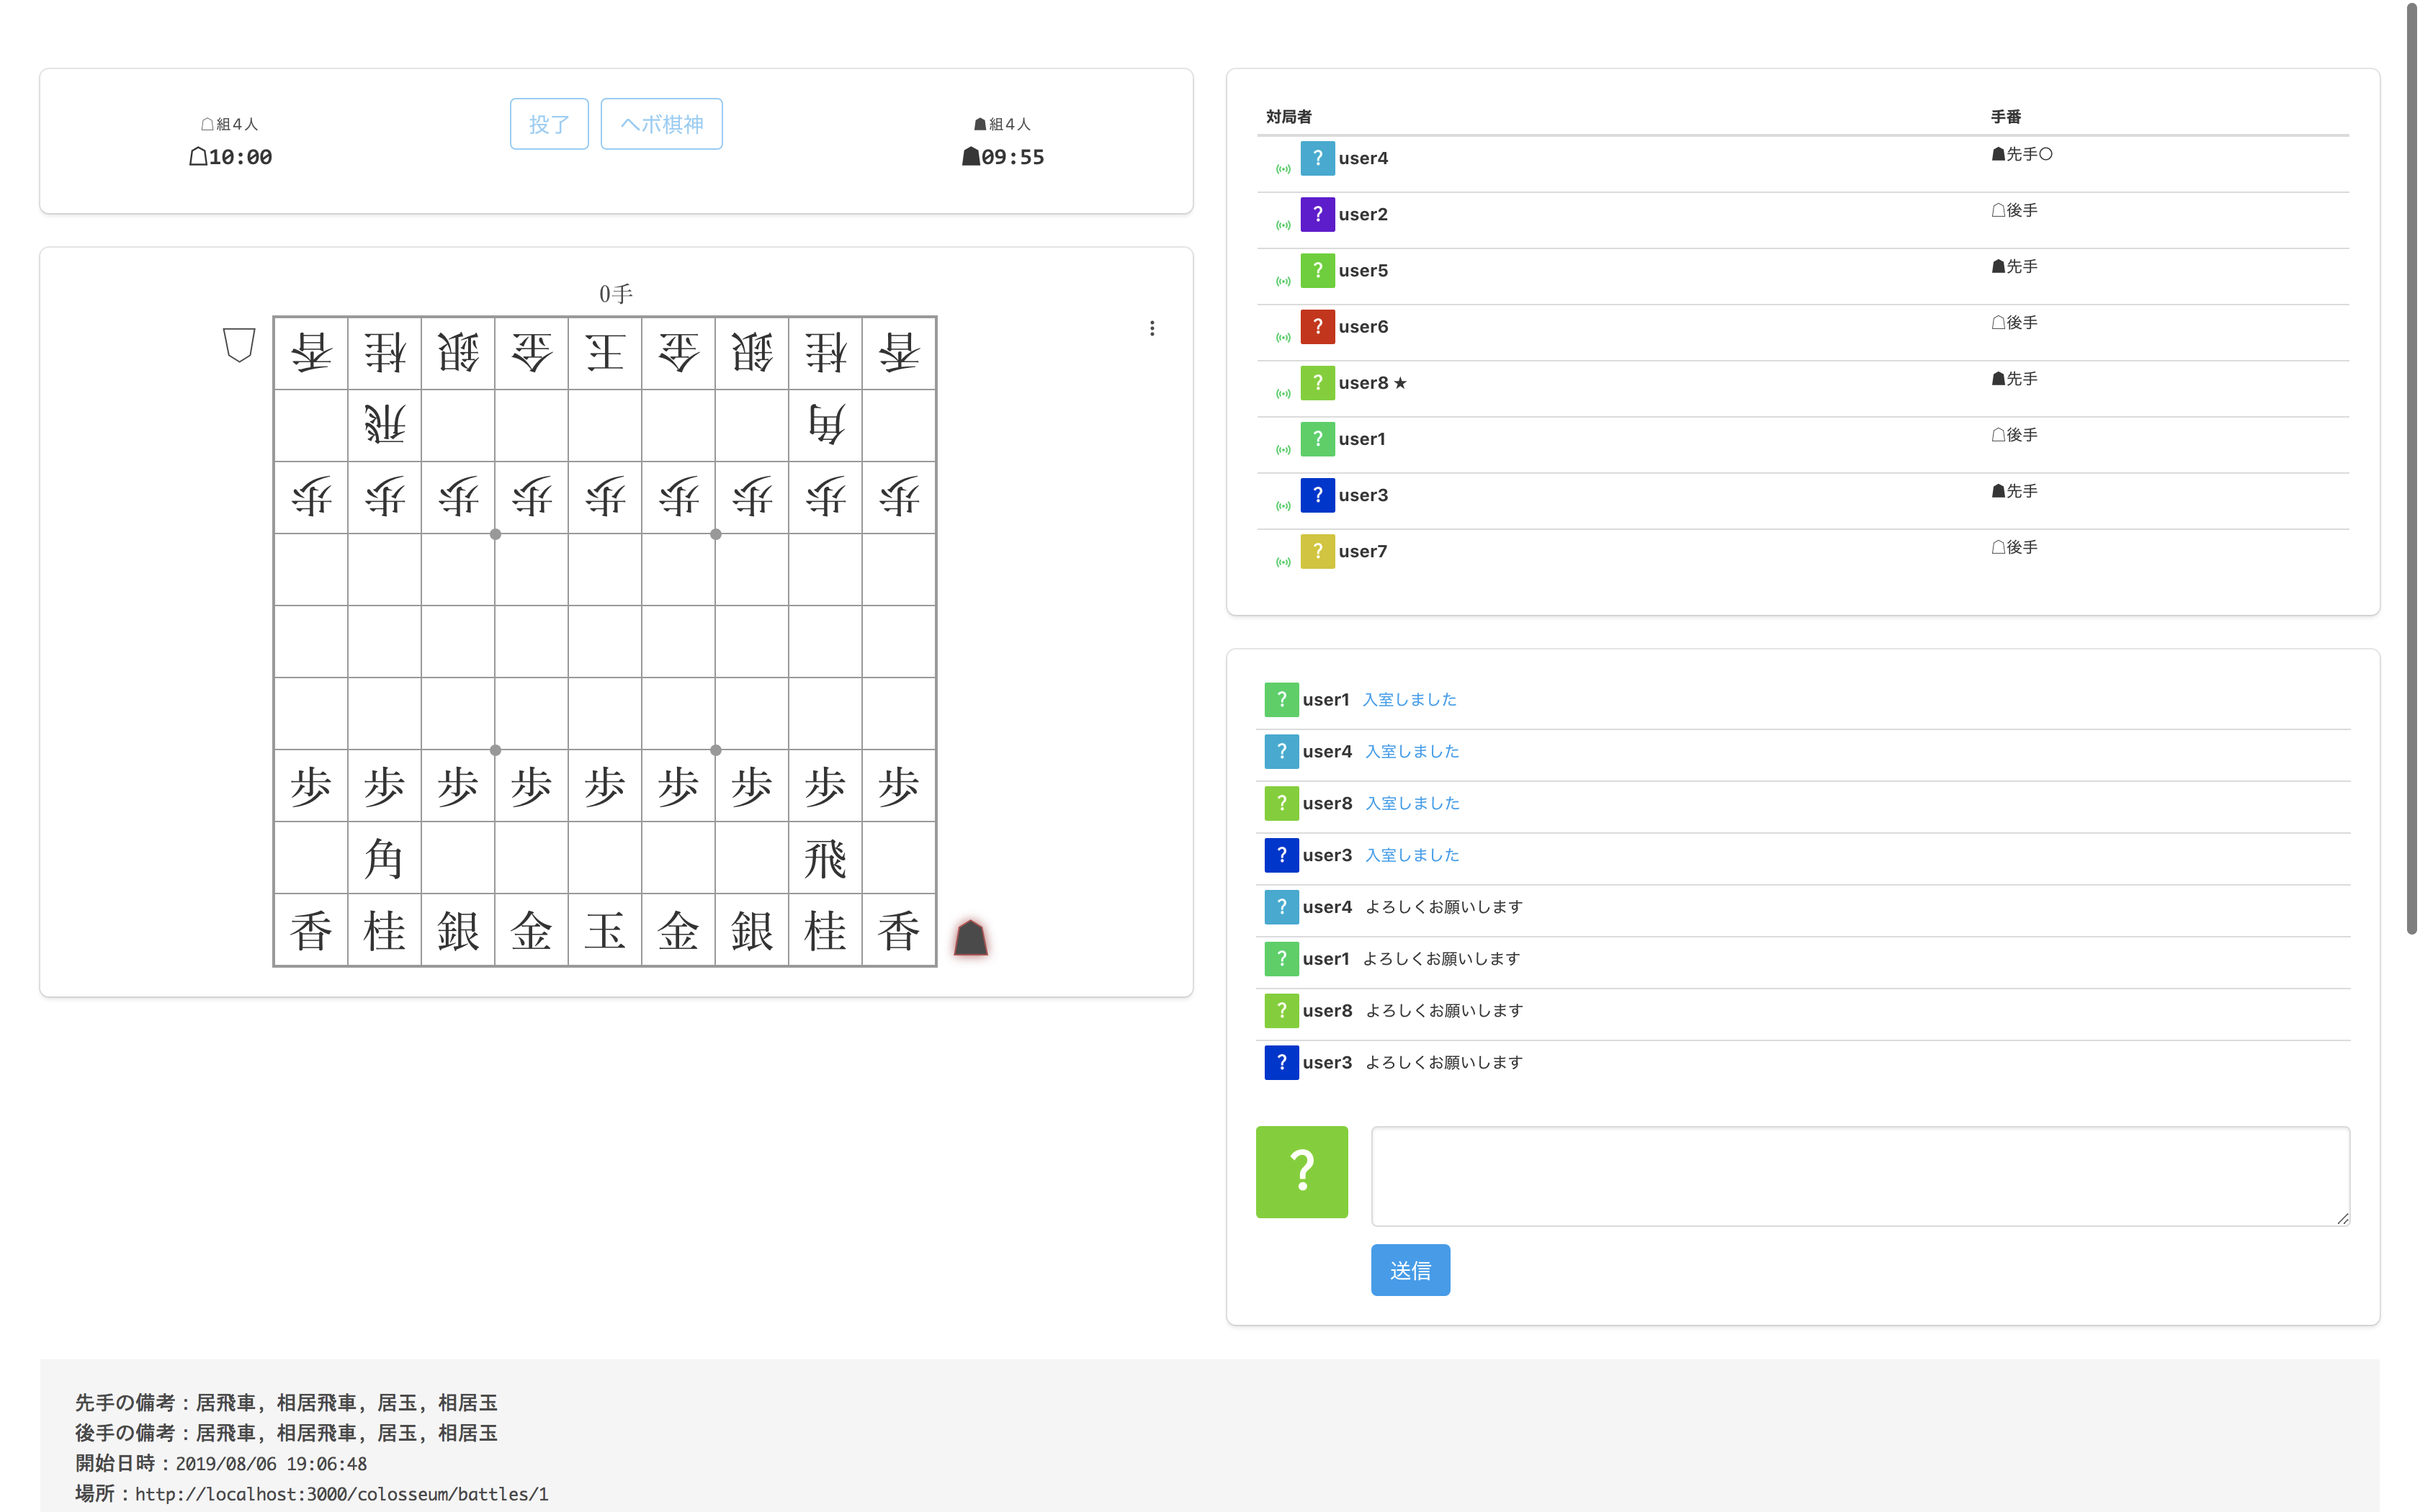 ☖組4人
☖10:00
投了
ヘボ棋神
☗組4人
☗09:55
0手
香桂銀金王金銀桂香
飛角
歩歩歩歩歩歩歩歩歩
歩歩歩歩歩歩歩歩歩
角飛
香桂銀金玉金銀桂香
対局者 手番
? user4 ☗先手○
? user2 ☖後手
? user5 ☗先手
? user6 ☖後手
? user8 ★ ☗先手
? user1 ☖後手
? user3 ☗先手
? user7 ☖後手
? user1 入室しました
? user4 入室しました
? user8 入室しました
? user3 入室しました
? user4 よろしくお願いします
? user1 よろしくお願いします
? user8 よろしくお願いします
? user3 よろしくお願いします
?
送信
先手の備考：居飛車, 相居飛車, 居玉, 相居玉
後手の備考：居飛車, 相居飛車, 居玉, 相居玉
開始日時：2019/08/06 19:06:48
場所：http://localhost:3000/colosseum/battles/1